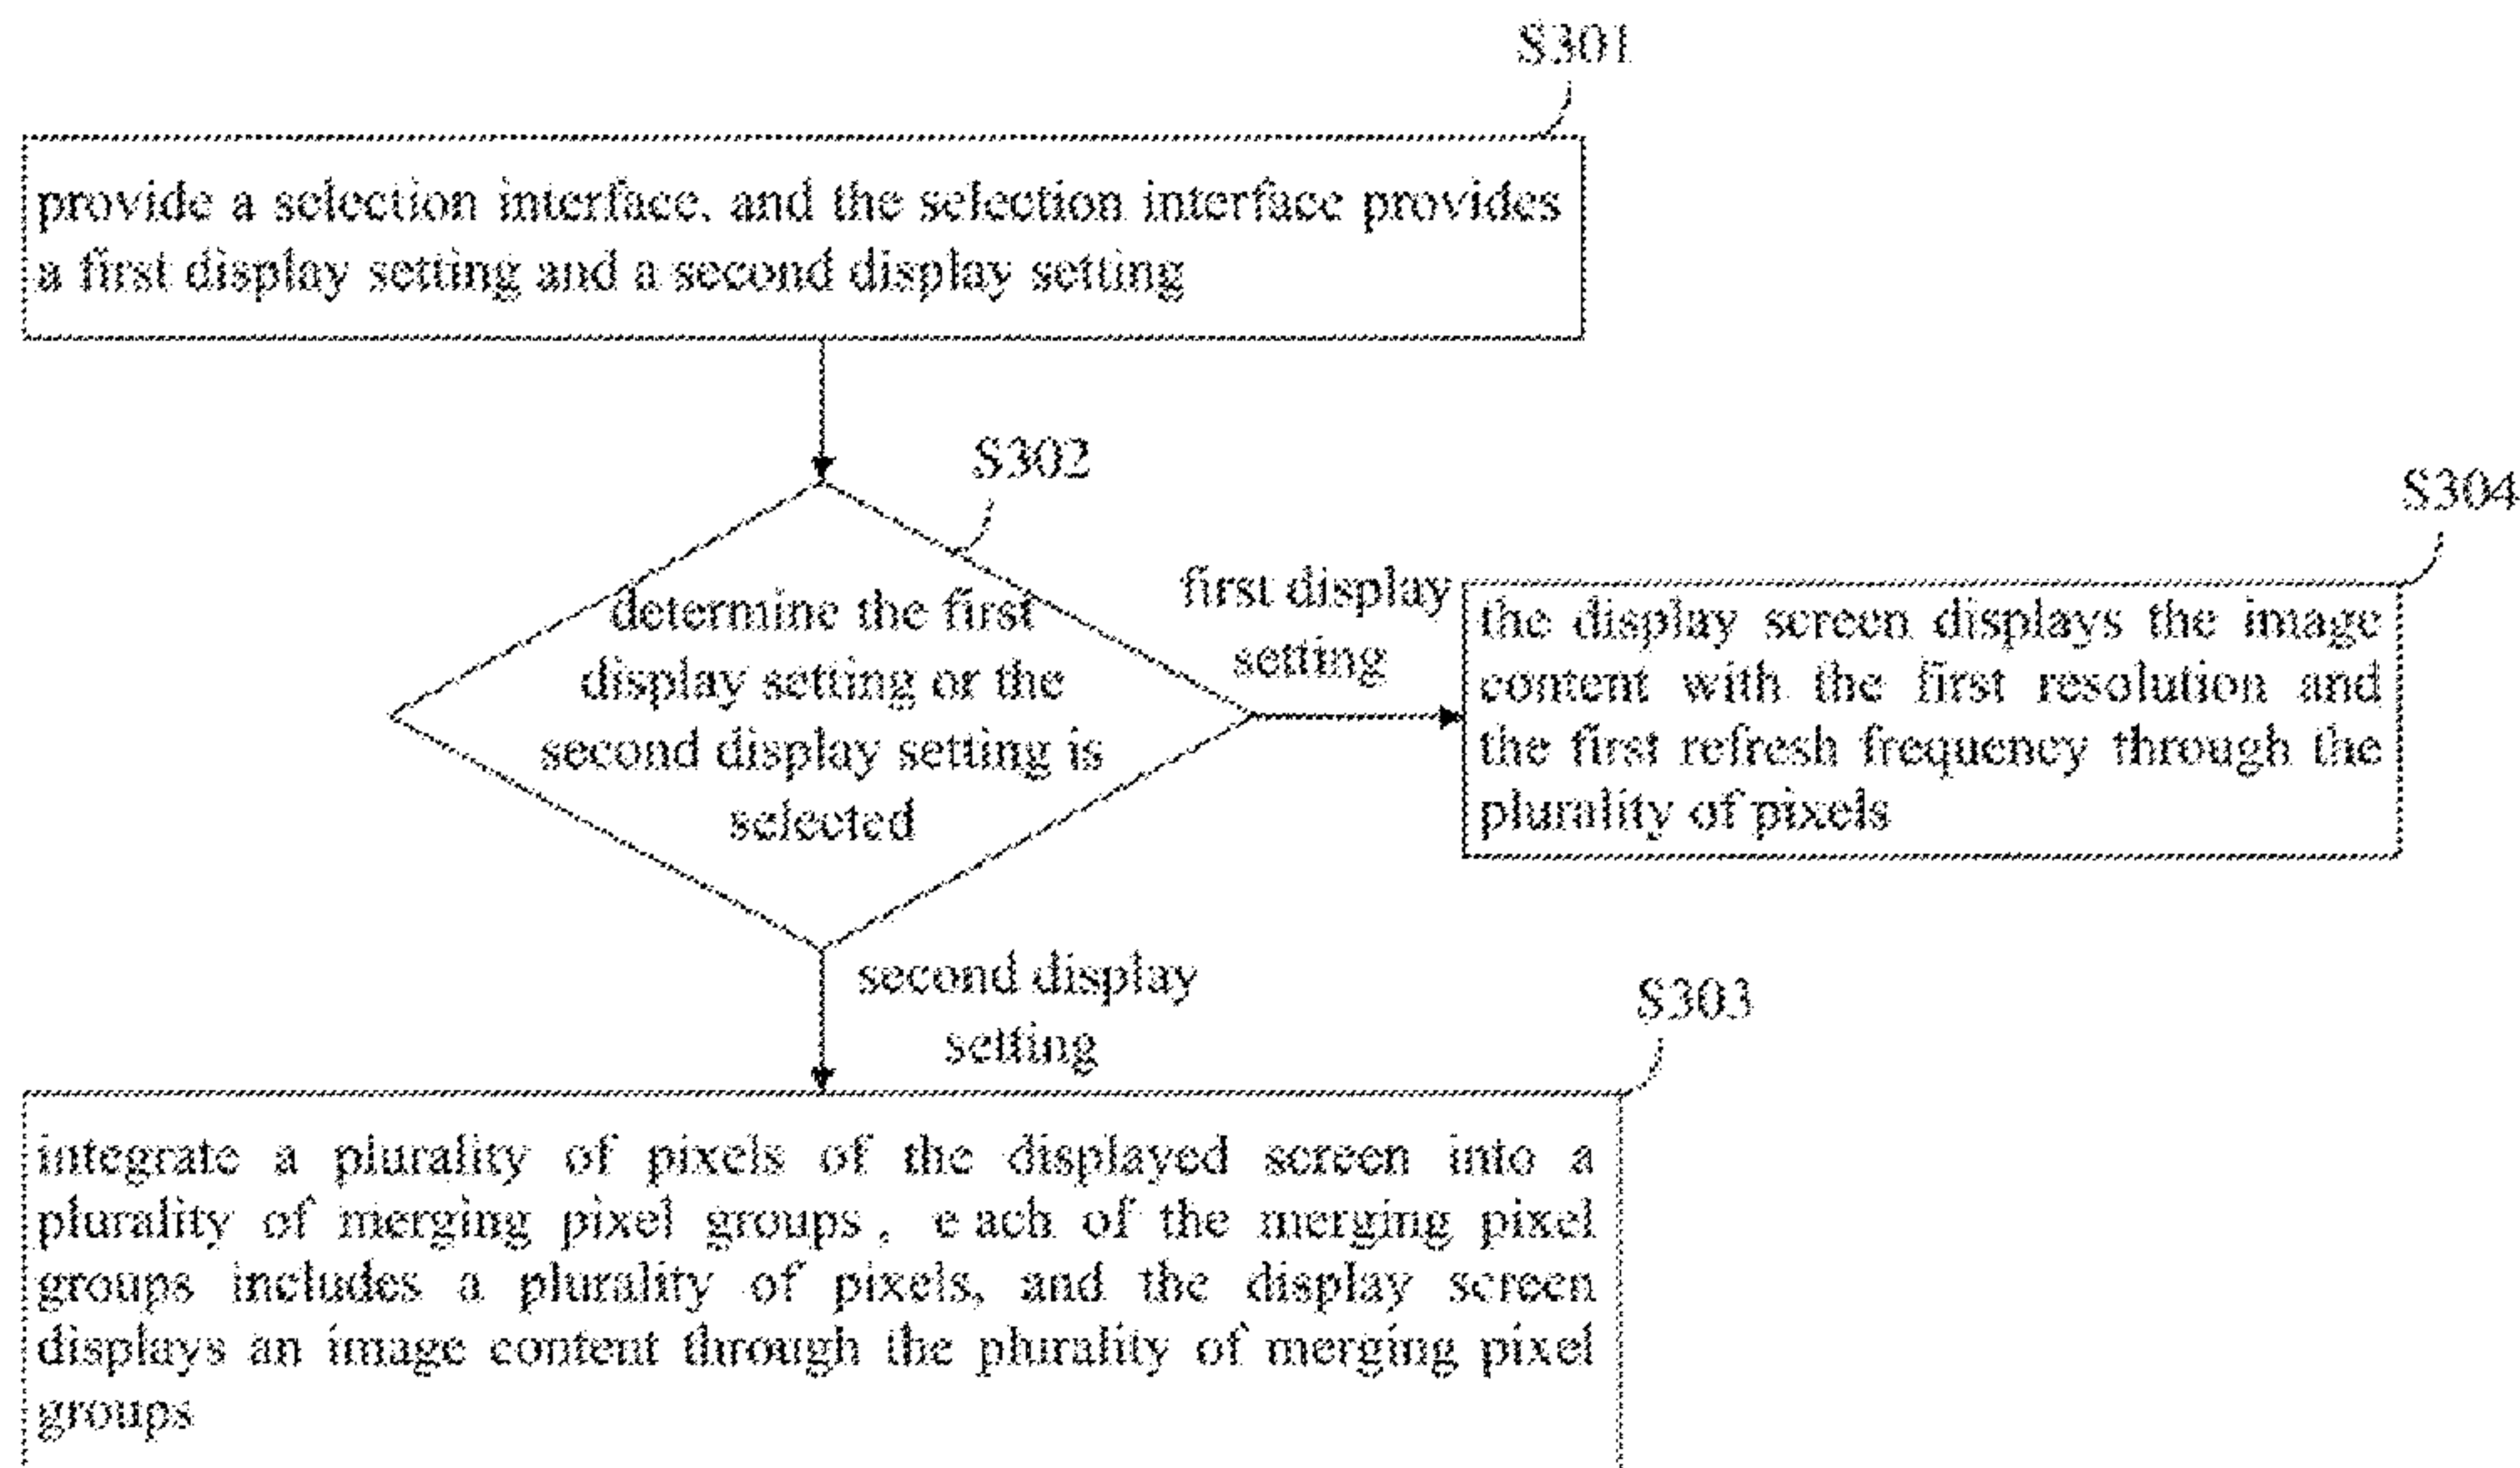 S301
provide a selection interface. and the selection interface provides
a first display setting and a second display setting
S302
determine the first
display setting or the
second display setting is
selected
first display
setting
S304
the display screen displays the image
content with the first resolution and
the first refresh frequency through the
plurality of pixels
second display
setting
S303
integrate a plurality of pixels of the displayed screen into a
plurality of merging pixel groups , e ach of the merging pixel
groups includes a plurality of pixels, and the display screen
displays an image content through the plurality of merging pixel
groups